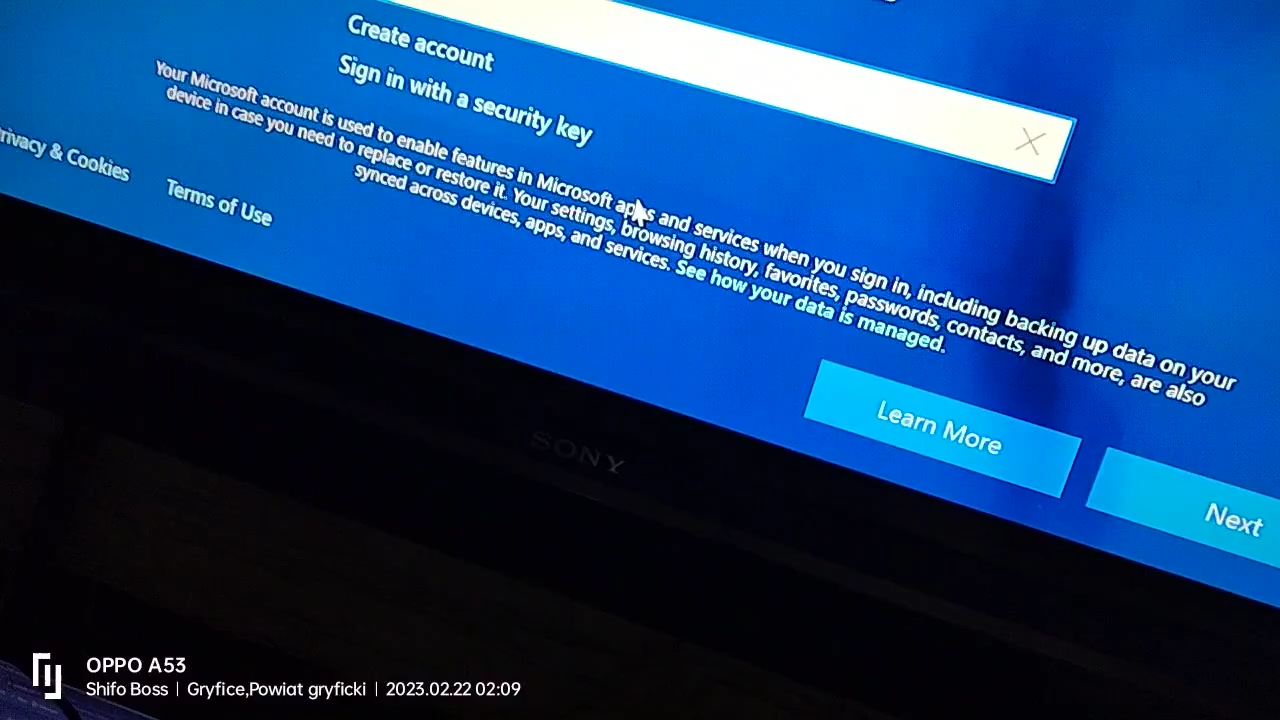 Create account
Sign in with a security key
Your Microsoft account is used to enable features in Microsoft apps and services when you sign in, including backing up data on your
device in case you need to replace or restore it. Your settings, browsing history, favorites, passwords, contacts, and more, are also
synced across devices, apps, and services. See how your data is managed.
rivacy & Cookies
Terms of Use
Learn More
Next
SONY
OPPO A53
Shifo Boss | Gryfice,Powiat gryficki | 2023.02.22 02:09